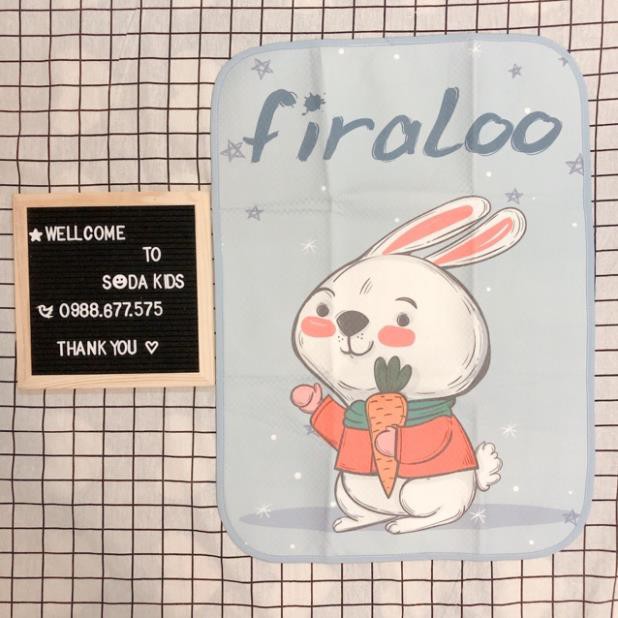 firaloo
WELLCOME
TO
SODA KIDS
0988.677.575
THANK YOU